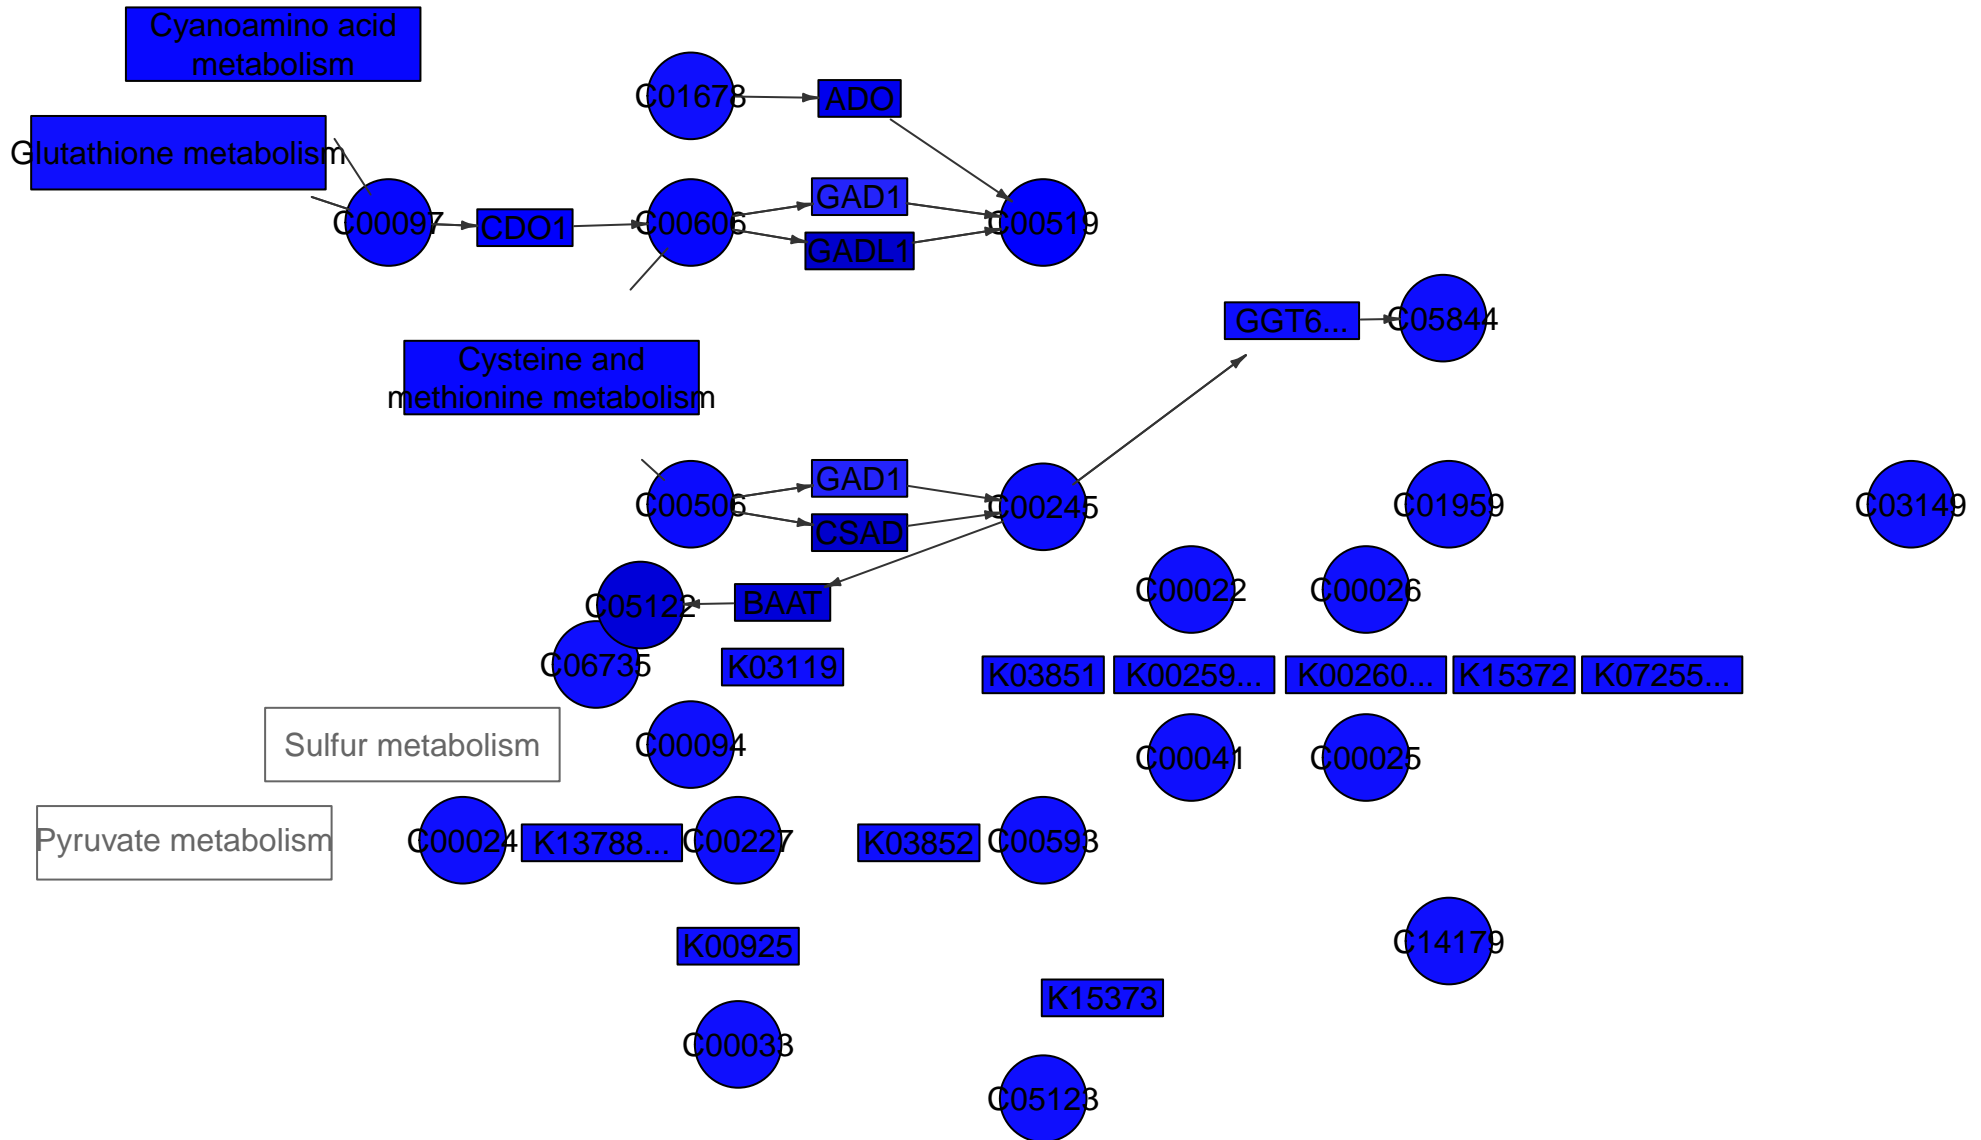 Cyanoamino acid
metabolism
C01678
ADO
Glutathione metabolism
C00097
CDO1
C00606
GAD1
GADL1
C00519
GGT6...
C05844
Cysteine and
methionine metabolism
C00506
GAD1
CSAD
C00245
C01959
C03149
C05122
BAAT
C00022
C00026
C06735
K03119
K03851
K00259...
K00260...
K15372
K07255...
Sulfur metabolism
C00094
C00041
C00025
Pyruvate metabolism
C00024
K13788...
C00227
K03852
C00593
K00925
C14179
K15373
C00033
C05123